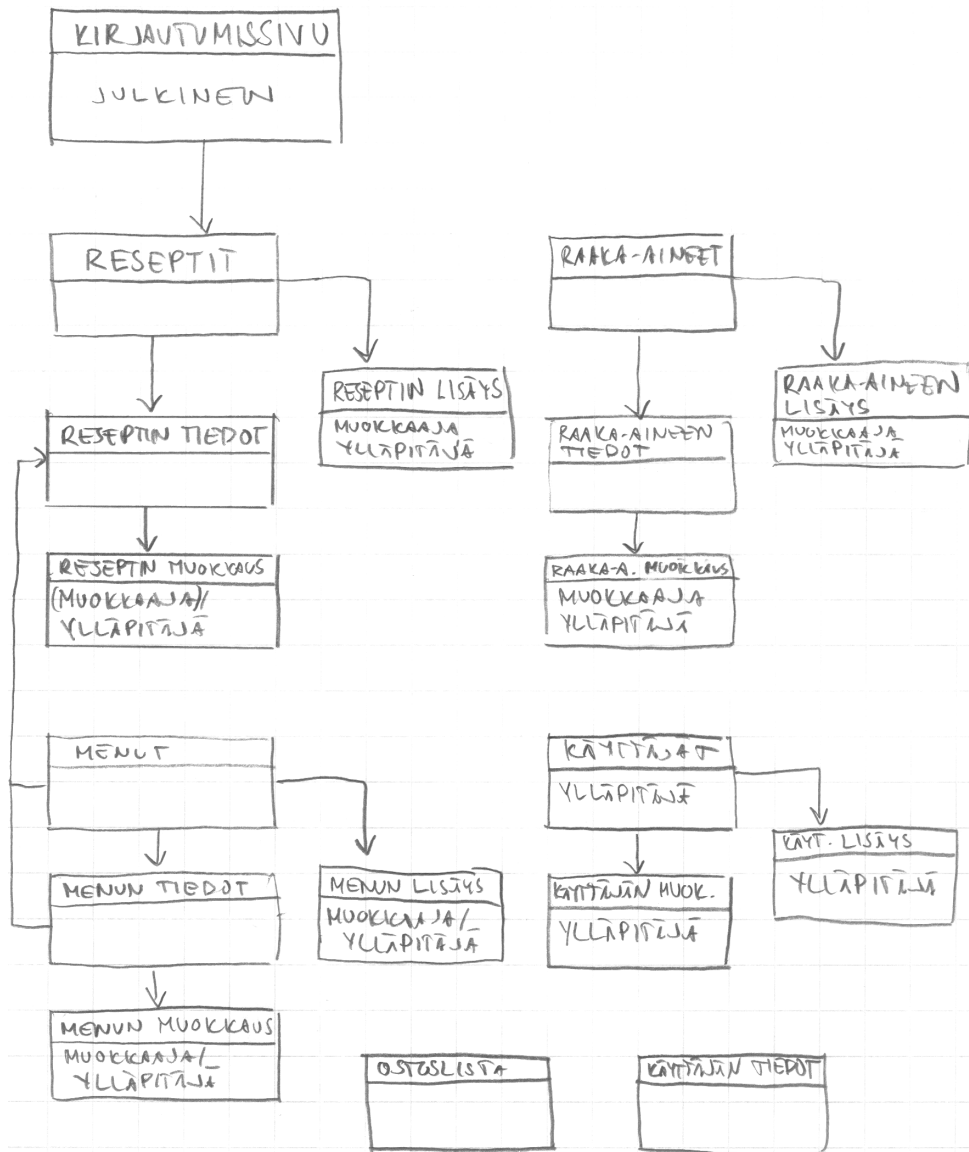 KIRJAUTUMISSIVU
JULKINEN
RESEPTIT
RAAKA-AINEET
RESEPTIIN LISÄYS
MUOKKAAJA
YLLÄPITÄJÄ
RAAKA-AINEEN
LISÄYS
MUOKKAAJA
YLLÄPITÄJÄ
RESEPTIN TIEDOT
RAAKA-AINEEN
TIEDOT
RESEPTIN MUOKKAUS
(MUOKKAAJA)/
YLLÄPITÄJÄ
RAAKA-A. MUOKKAUS
MUOKKAAJA
YLLÄPITÄJÄ
MENUT
KÄYTTÄJÄT
YLLÄPITÄJÄ
KÄYT. LISÄYS
YLLÄPITÄJÄ
MENUN TIEDOT
MENUN LISÄYS
MUOKKAAJA/
YLLÄPITÄJÄ
KÄYTTÄJÄN MUOK.
YLLÄPITÄJÄ
MENUN MUOKKAUS
MUOKKAAJA/
YLLÄPITÄJÄ
OSTOSLISTA
KÄYTTÄJÄN TIEDOT